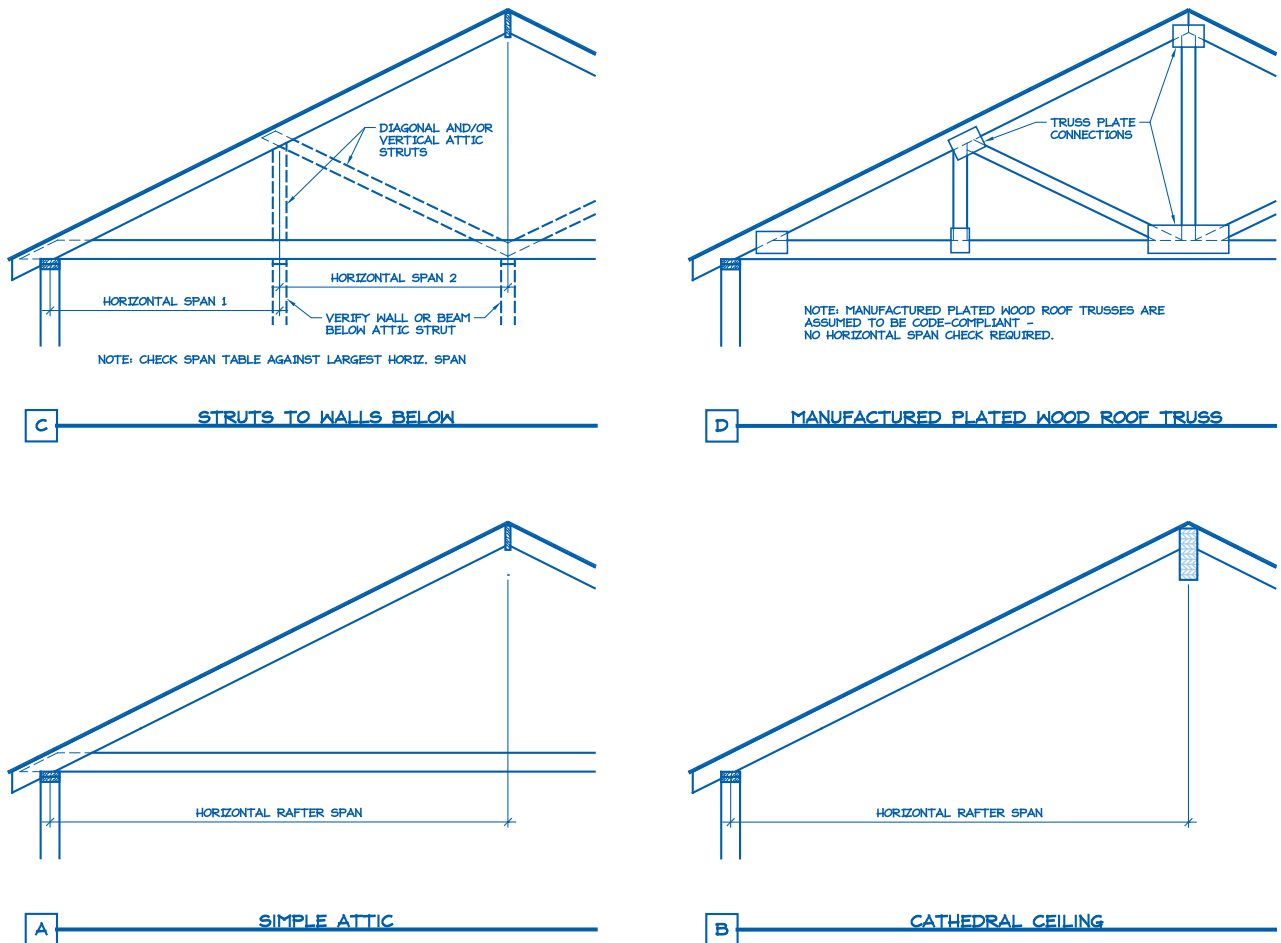 DIAGONAL AND/OR
VERTICAL ATTIC
STRUTS
HORIZONTAL SPAN 2
HORIZONTAL SPAN 1
VERIFY WALL OR BEAM
BELOW ATTIC STRUT
NOTE: CHECK SPAN TABLE AGAINST LARGEST HORIZ. SPAN
C
STRUTS TO WALLS BELOW
TRUSS PLATE
CONNECTIONS
NOTE: MANUFACTURED PLATED WOOD ROOF TRUSSES ARE
ASSUMED TO BE CODE-COMPLIANT -
NO HORIZONTAL SPAN CHECK REQUIRED.
D
MANUFACTURED PLATED WOOD ROOF TRUSS
HORIZONTAL RAFTER SPAN
A
SIMPLE ATTIC
HORIZONTAL RAFTER SPAN
B
CATHEDRAL CEILING